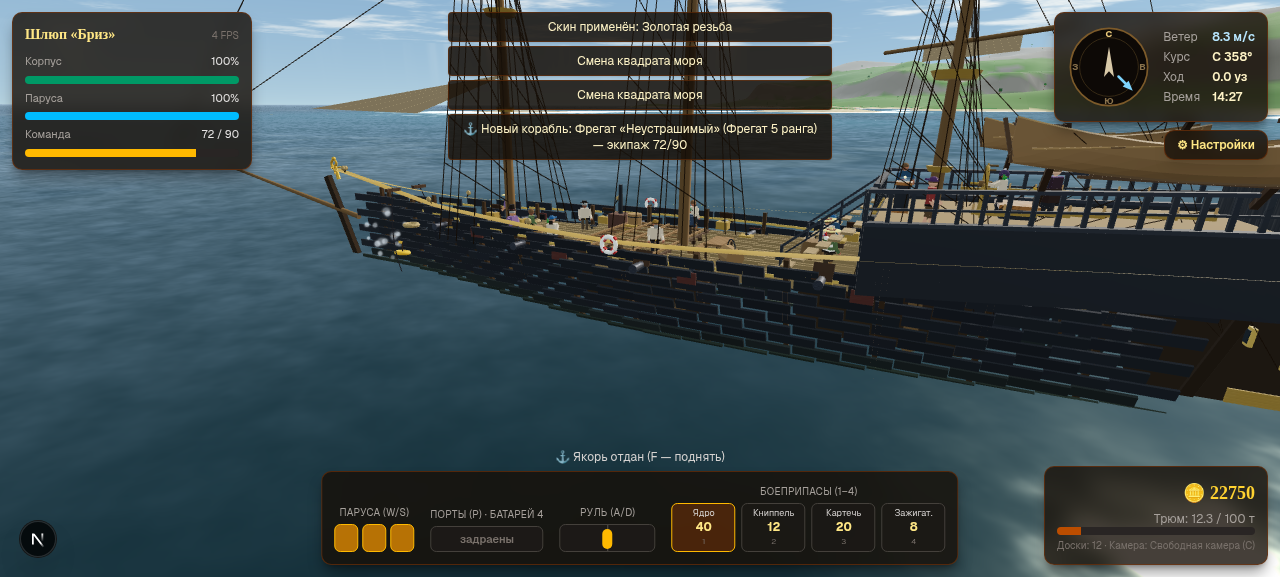 Шлюп «Бриз»
4 FPS
Корпус
100%
Паруса
100%
Команда
72 / 90
Скин применён: Золотая резьба
Смена квадрата моря
Смена квадрата моря
⚓ Новый корабль: Фрегат «Неустрашимый» (Фрегат 5 ранга)
— экипаж 72/90
С
З
В
Ю
Ветер 8.3 м/с
Курс С 358°
Ход 0.0 уз
Время 14:27
⚙ Настройки
⚓ Якорь отдан (F — поднять)
ПАРУСА (W/S)
ПОРТЫ (P) · БАТАРЕЙ 4
задраены
РУЛЬ (A/D)
БОЕПРИПАСЫ (1–4)
Ядро
40
1
Книппель
12
2
Картечь
20
3
Зажигат.
8
4
🪙 22750
Трюм: 12.3 / 100 т
Доски: 12 · Камера: Свободная камера (C)
N